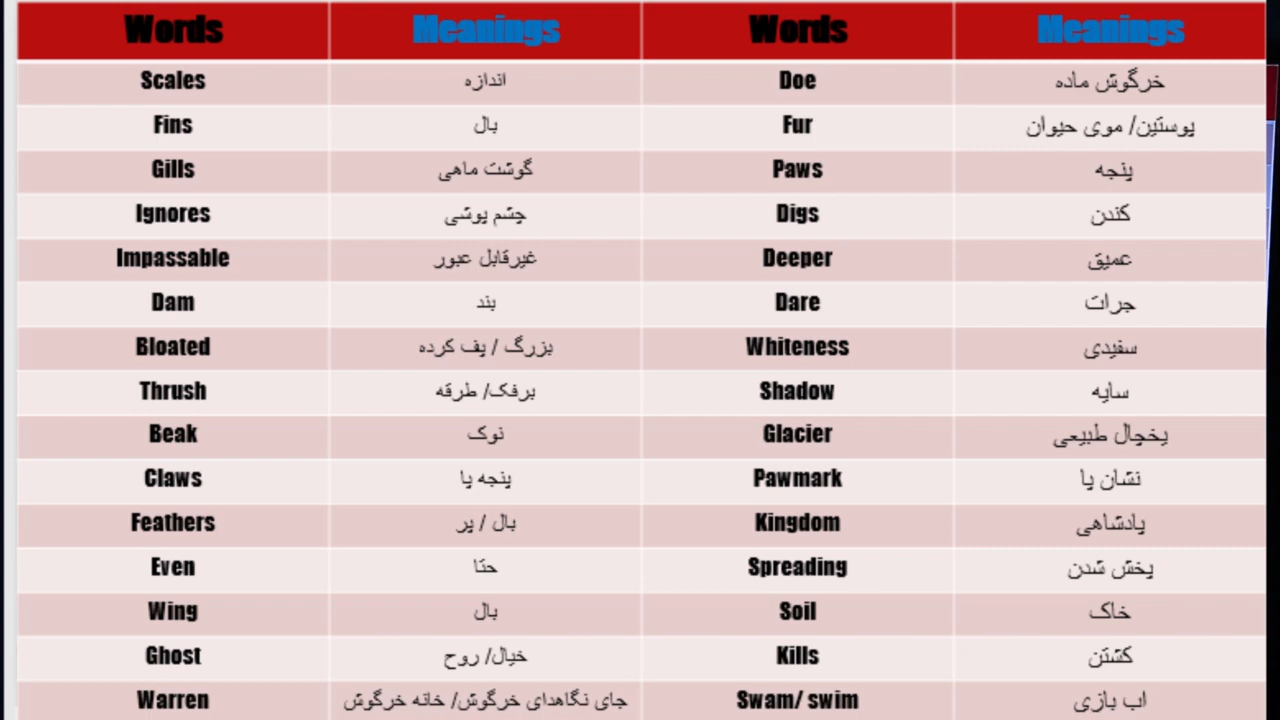 Words Meanings Words Meanings
Scales اندازه Doe خرگوش ماده
Fins بال Fur پوستین/ موی حیوان
Gills گوشت ماهی Paws پنجه
Ignores چشم پوشی Digs کندن
Impassable غیرقابل عبور Deeper عمیق
Dam بند Dare جرات
Bloated بزرگ / پف کرده Whiteness سفیدی
Thrush برفک/ طرقه Shadow سایه
Beak نوک Glacier یخچال طبیعی
Claws پنجه پا Pawmark نشان پا
Feathers بال / پر Kingdom پادشاهی
Even حتا Spreading پخش شدن
Wing بال Soil خاک
Ghost خیال/ روح Kills کشتن
Warren جای نگاهدای خرگوش/ خانه خرگوش Swam/ swim اب بازی